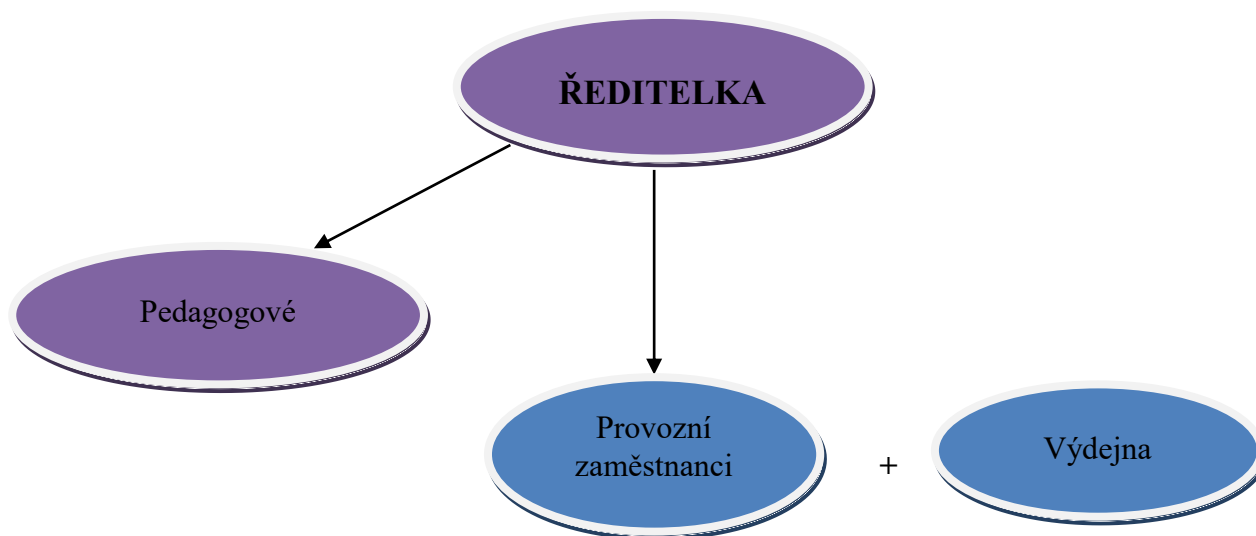 ŘEDITELKA
Pedagogové
Provozní
zaměstnanci
+
Výdejna